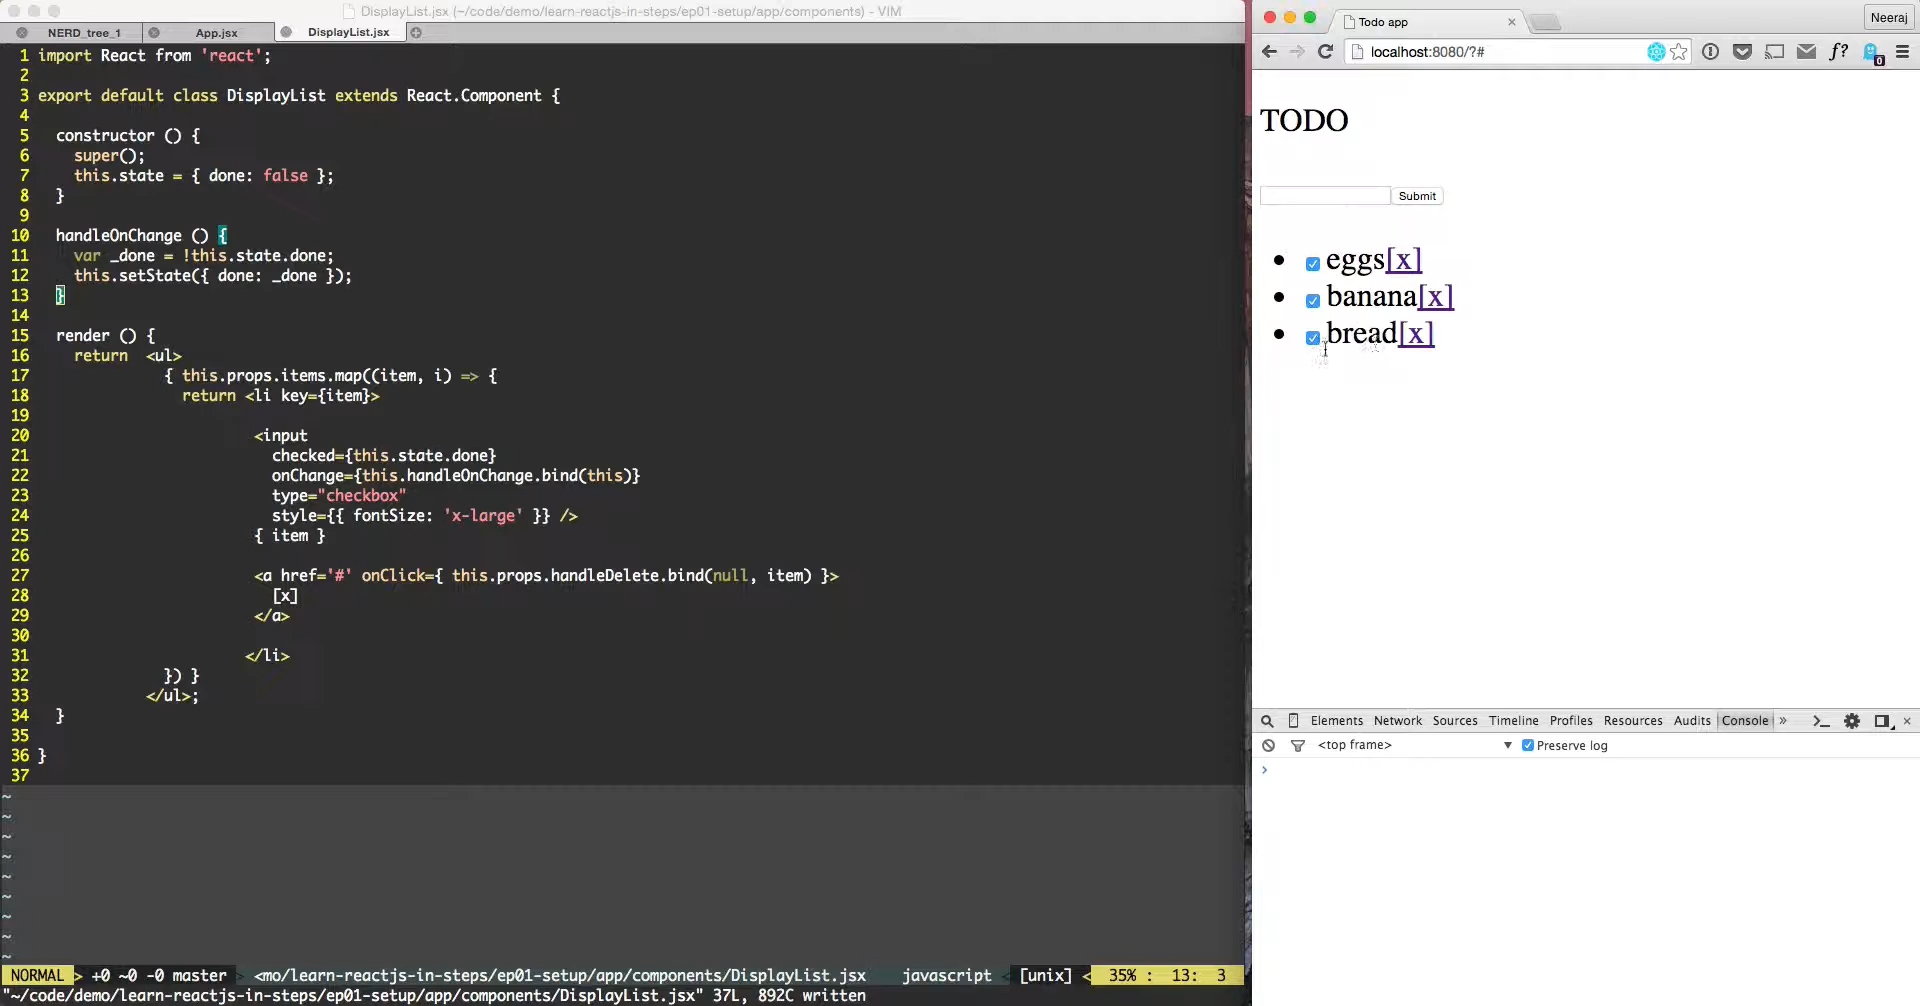 DisplayList.jsx (~/code/demo/learn-reactjs-in-steps/ep01-setup/app/components) - VIM
NERD_tree_1 App.jsx DisplayList.jsx
1 import React from 'react';
2
3 export default class DisplayList extends React.Component {
4
5 constructor () {
6 super();
7 this.state = { done: false };
8 }
9
10 handleOnChange () {
11 var _done = !this.state.done;
12 this.setState({ done: _done });
13 }
14
15 render () {
16 return <ul>
17 { this.props.items.map((item, i) => {
18 return <li key={item}>
19
20 <input
21 checked={this.state.done}
22 onChange={this.handleOnChange.bind(this)}
23 type="checkbox"
24 style={{ fontSize: 'x-large' }} />
25 { item }
26
27 <a href='#' onClick={ this.props.handleDelete.bind(null, item) }>
28 [x]
29 </a>
30
31 </li>
32 }) }
33 </ul>;
34 }
35
36 }
37
~
~
~
~
~
~
~
~
~
NORMAL > +0 ~0 -0 master <mo/learn-reactjs-in-steps/ep01-setup/app/components/DisplayList.jsx javascript < [unix] < 35% : 13: 3
"~/code/demo/learn-reactjs-in-steps/ep01-setup/app/components/DisplayList.jsx" 37L, 892C written
Todo app
Neeraj
localhost:8080/?#
f?
0
TODO
Submit
eggs[x]
banana[x]
bread[x]
Elements Network Sources Timeline Profiles Resources Audits Console »
<top frame> ▼ Preserve log
>